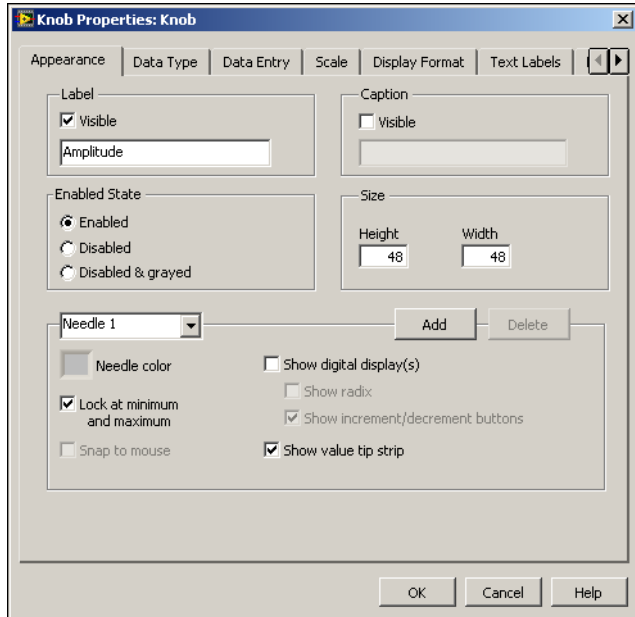 Knob Properties: Knob
Appearance Data Type Data Entry Scale Display Format Text Labels
Label
Visible
Amplitude
Caption
Visible
Enabled State
Enabled
Disabled
Disabled & grayed
Size
Height Width
48 48
Needle 1 Add Delete
Needle color
Lock at minimum
and maximum
Snap to mouse
Show digital display(s)
Show radix
Show increment/decrement buttons
Show value tip strip
OK Cancel Help